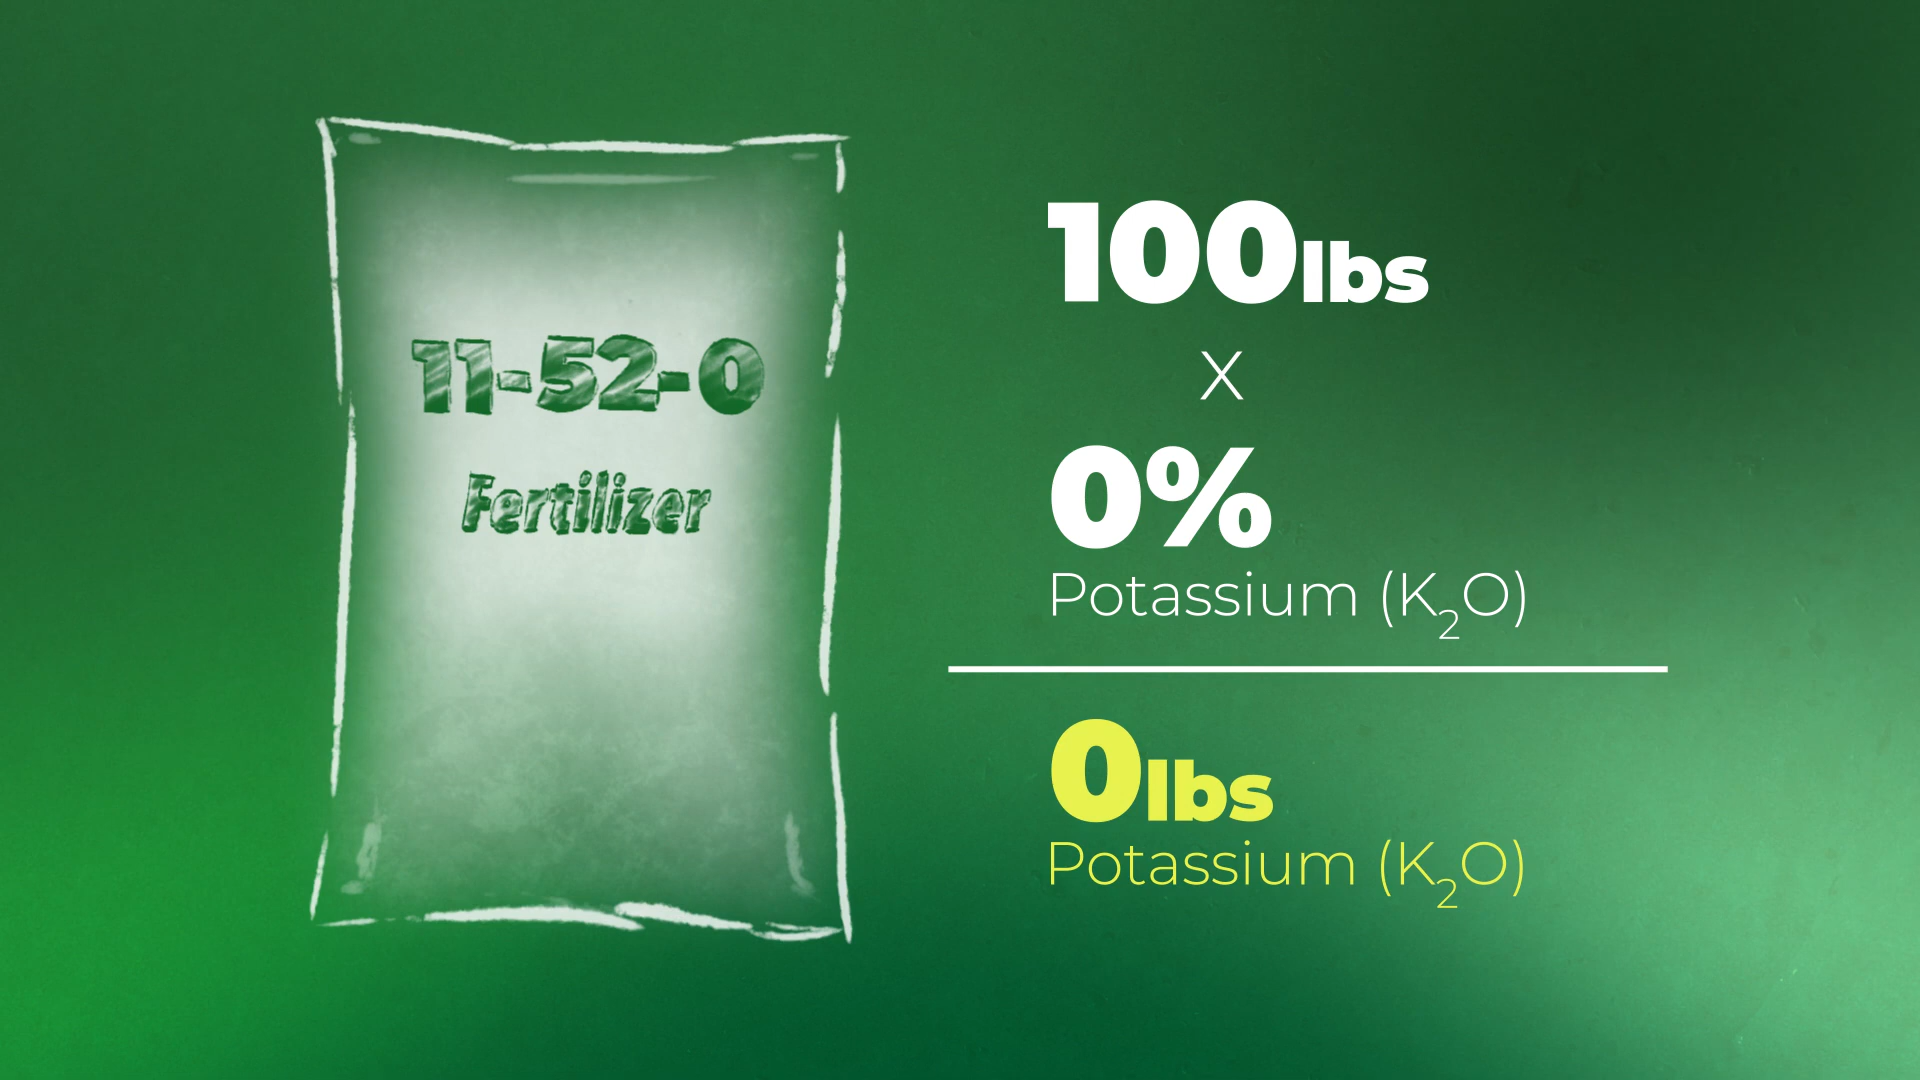 11-52-0
Fertilizer
100lbs
X
0%
Potassium (K₂O)
0lbs
Potassium (K₂O)